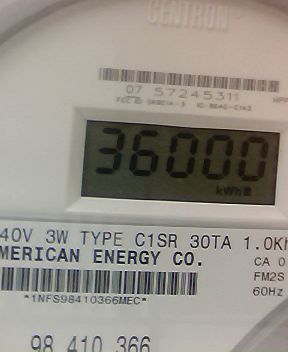 CENTRON®
07 57245311
36000
kWh
40V 3W TYPE C1SR 30TA 1.0Kh
MERICAN ENERGY CO.
CA 0
FM2S
60Hz
*1NFS98410366MEC*
98 410 366